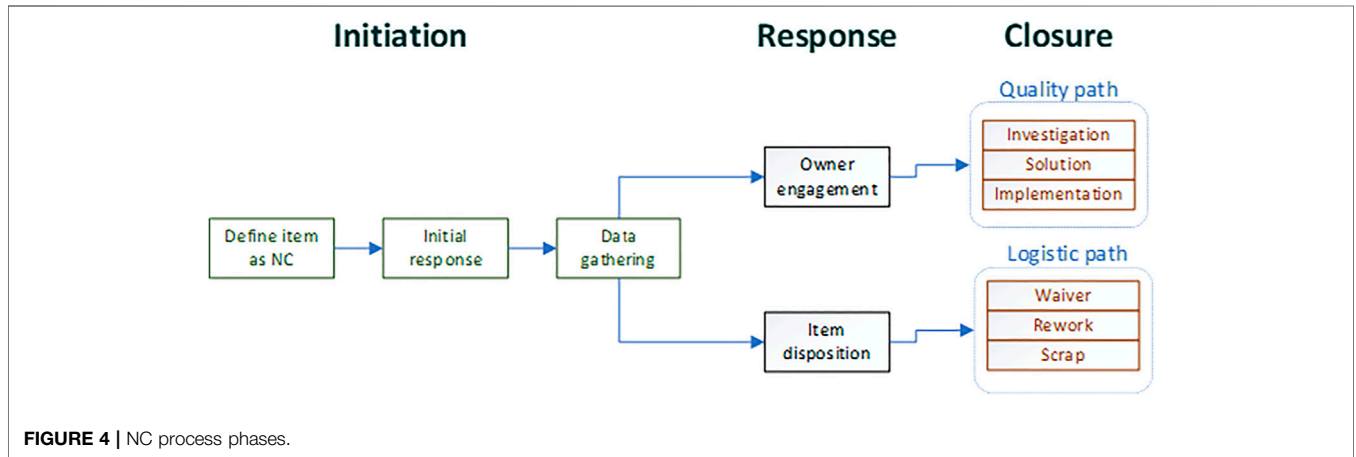 Initiation
Response
Closure
Quality path
Investigation
Solution
Implementation
Owner
engagement
Define item
as NC
Initial
response
Data
gathering
Logistic path
Waiver
Rework
Scrap
Item
disposition
FIGURE 4 | NC process phases.